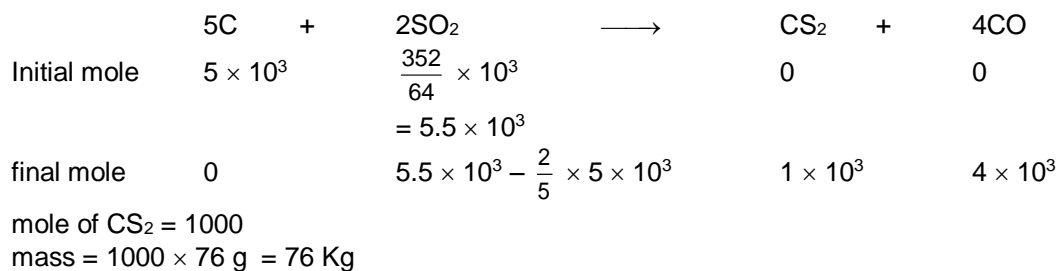 5C + 2SO₂ ⟶ CS₂ + 4CO
Initial mole 5 × 10³ 352/64 × 10³ 0 0
= 5.5 × 10³
final mole 0 5.5 × 10³ – 2/5 × 5 × 10³ 1 × 10³ 4 × 10³
mole of CS₂ = 1000
mass = 1000 × 76 g = 76 Kg